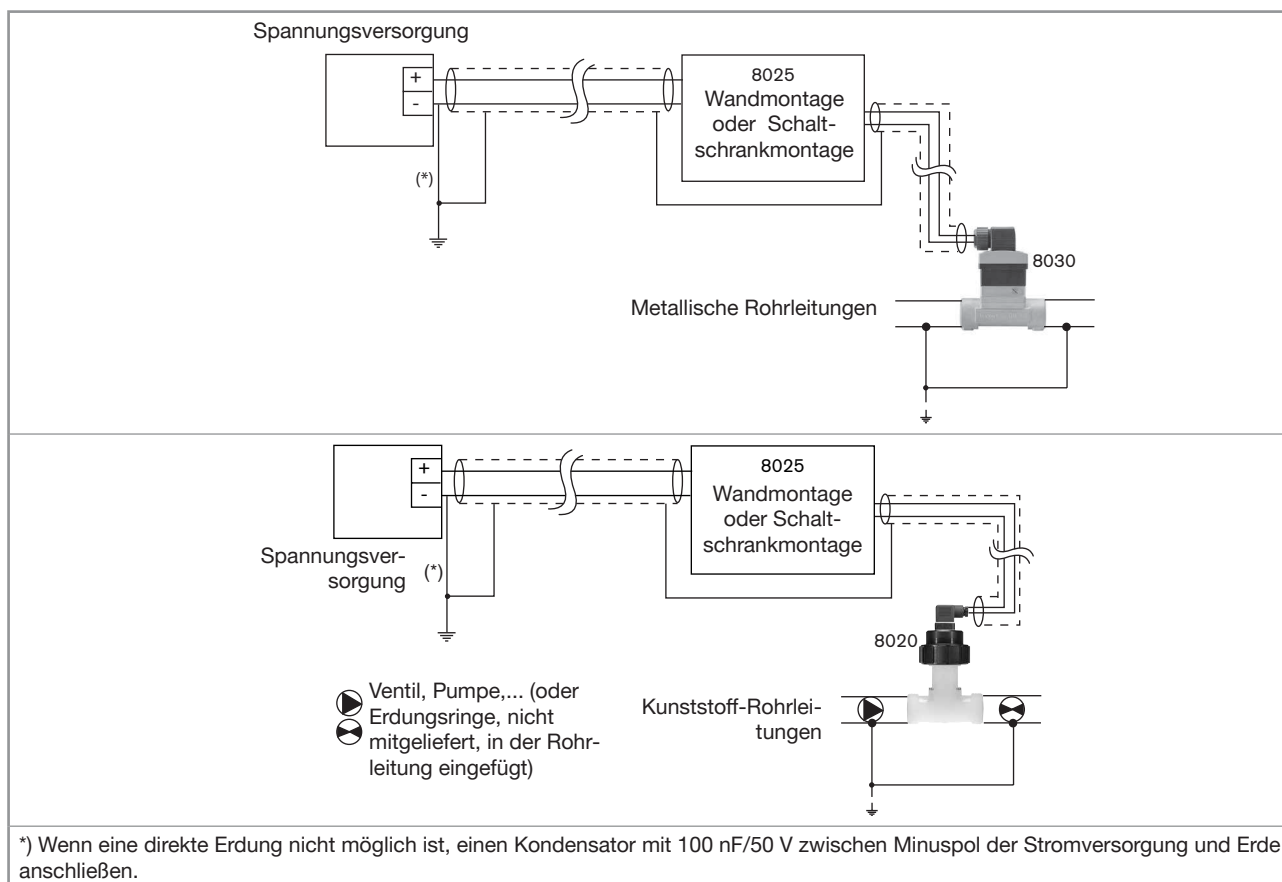 Spannungsversorgung
+
-
(*)
8025
Wandmontage
oder Schalt-
schrankmontage
8030
Metallische Rohrleitungen
+
-
Spannungsver-
sorgung
(*)
8025
Wandmontage
oder Schalt-
schrankmontage
8020
Ventil, Pumpe,... (oder
Erdungsringe, nicht
mitgeliefert, in der Rohr-
leitung eingefügt)
Kunststoff-Rohrlei-
tungen
*) Wenn eine direkte Erdung nicht möglich ist, einen Kondensator mit 100 nF/50 V zwischen Minuspol der Stromversorgung und Erde
anschließen.